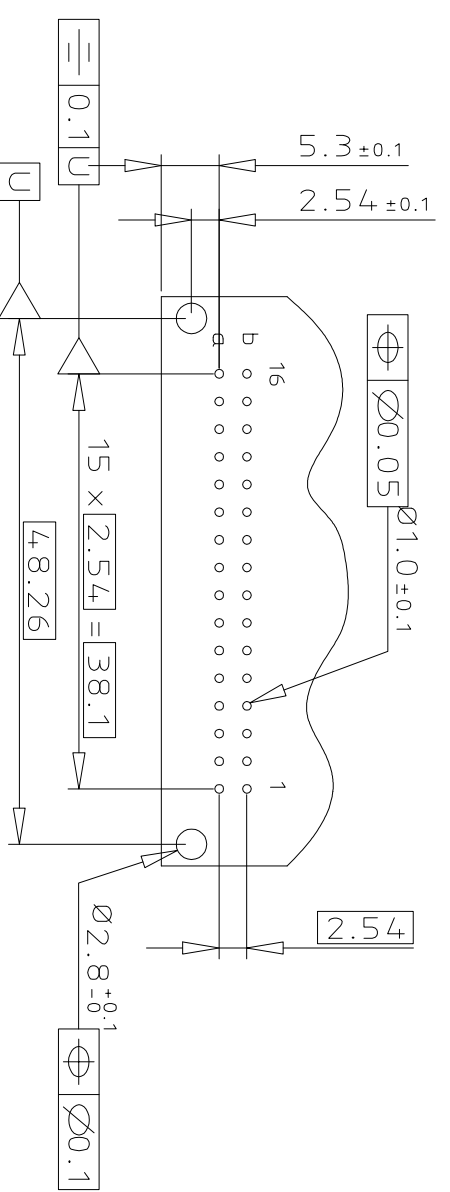 5.3 ±0.1
2.54 ±0.1
⌯ 0.1 U
U
b
a
16
1
⌖ Ø0.05
Ø1.0 ±0.1
15 × 2.54 = 38.1
48.26
2.54
Ø2.8 +0.1 -0
⌖ Ø0.1